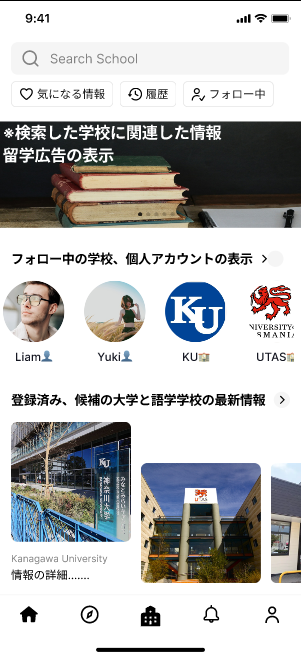 9:41
Search School
気になる情報
履歴
フォロー中
※検索した学校に関連した情報
留学広告の表示
フォロー中の学校、個人アカウントの表示
KU
Liam
Yuki
KU
UTAS
登録済み、候補の大学と語学学校の最新情報
KU
神奈川大学
UTAS
Kanagawa University
情報の詳細.......